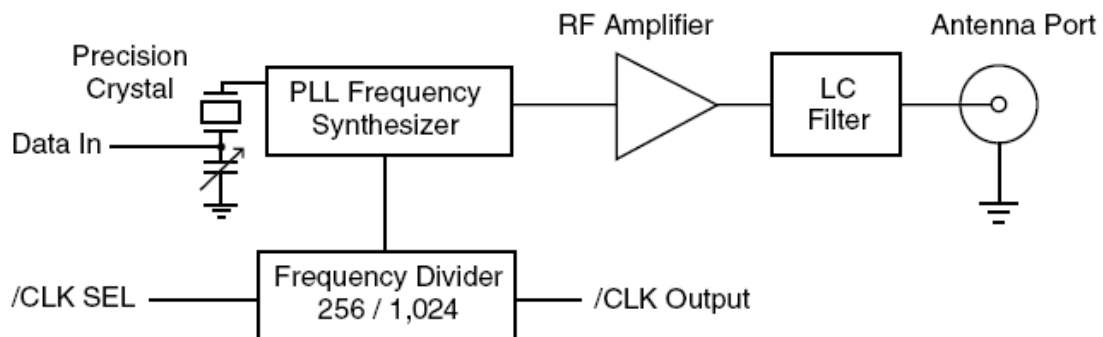 RF Amplifier
Antenna Port
Precision
Crystal
PLL Frequency
Synthesizer
LC
Filter
Data In
/CLK SEL
Frequency Divider
256 / 1,024
/CLK Output